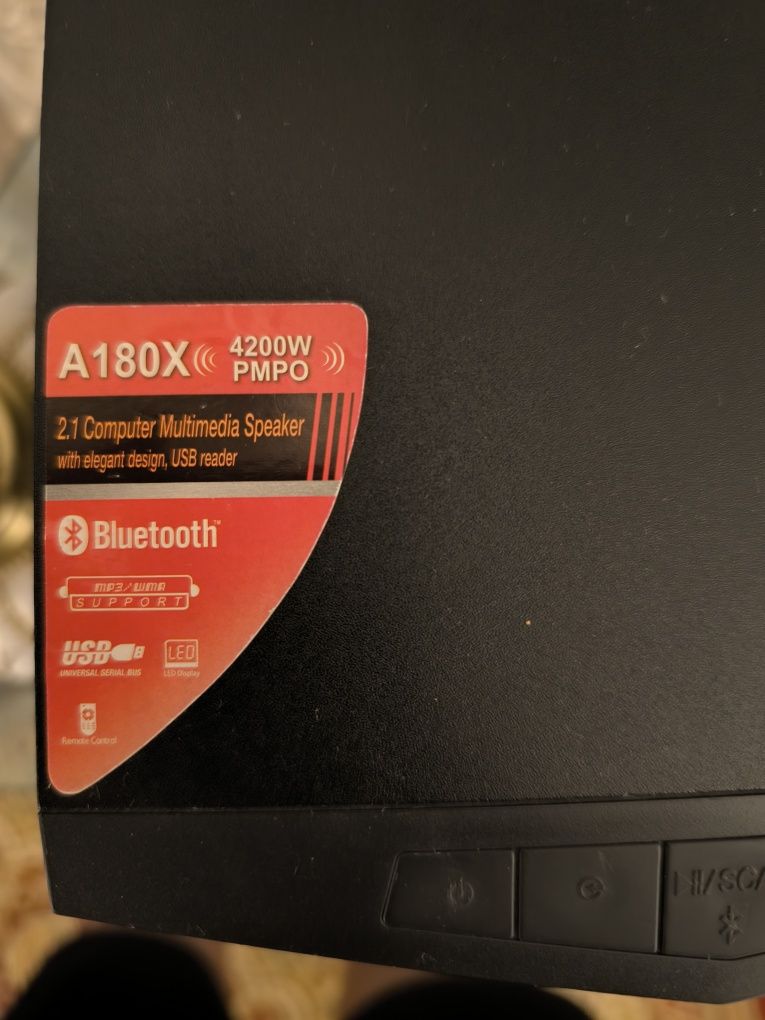 A180X 4200W
PMPO
2.1 Computer Multimedia Speaker
with elegant design, USB reader
Bluetooth™
MP3/WMA
SUPPORT
USB
UNIVERSAL SERIAL BUS
LED
LED Display
Remote Control